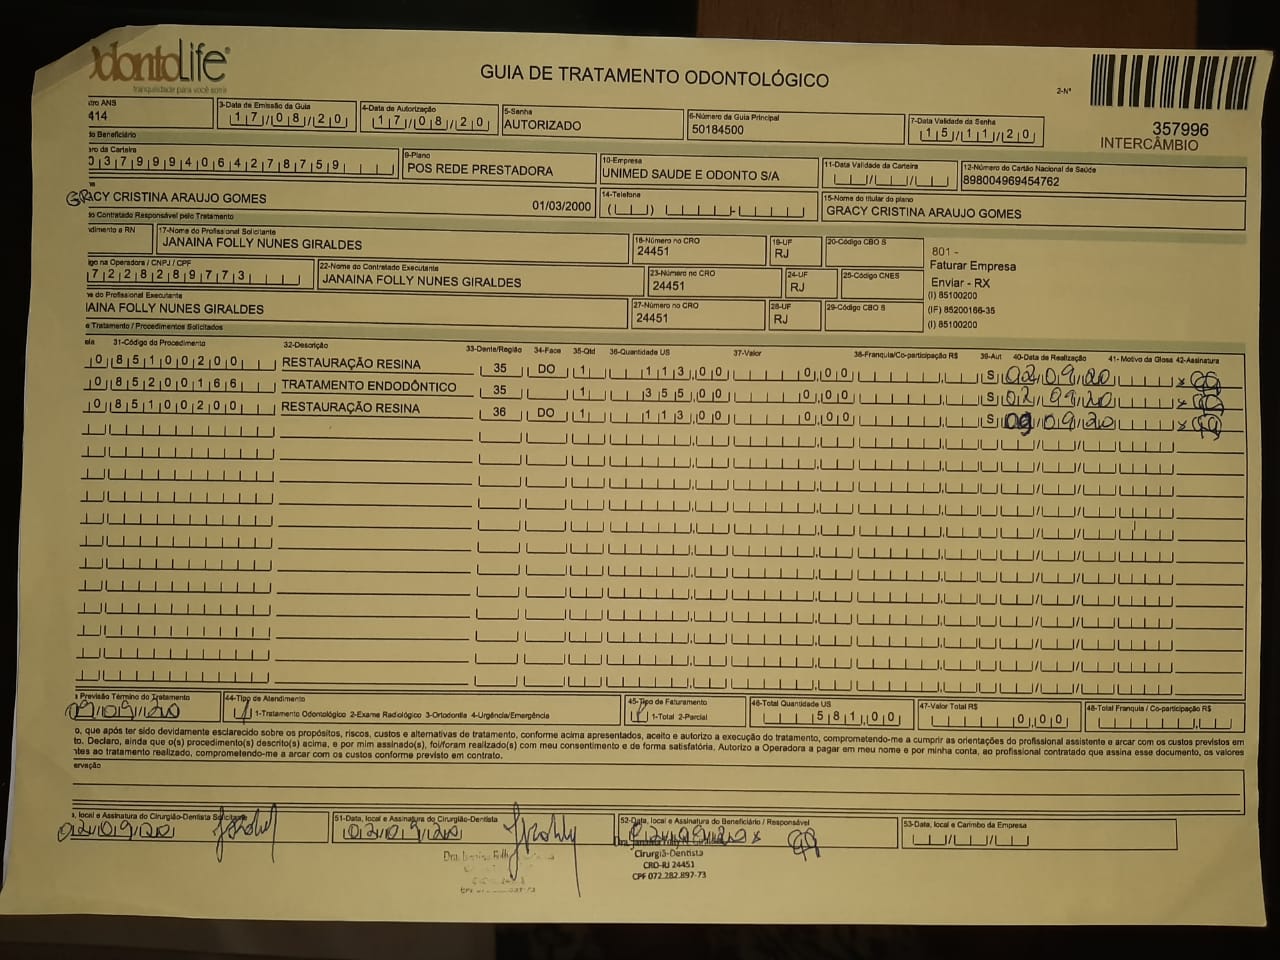 OdontoLife®
tranquilidade para você sorrir
GUIA DE TRATAMENTO ODONTOLÓGICO
2-Nº
357996
INTERCÂMBIO
tro ANS
414
3-Data de Emissão da Guia
17/08/20
4-Data de Autorização
17/08/20
5-Senha
AUTORIZADO
6-Número da Guia Principal
50184500
7-Data Validade da Senha
15/11/20
do Beneficiário
ero da Carteira
0379994064278759
9-Plano
POS REDE PRESTADORA
10-Empresa
UNIMED SAUDE E ODONTO S/A
11-Data Validade da Carteira
12-Número do Cartão Nacional de Saúde
898004969454762
GRACY CRISTINA ARAUJO GOMES 01/03/2000
14-Telefone
15-Nome do titular do plano
GRACY CRISTINA ARAUJO GOMES
do Contratado Responsável pelo Tratamento
ndimento a RN
17-Nome do Profissional Solicitante
JANAINA FOLLY NUNES GIRALDES
18-Número no CRO
24451
19-UF
RJ
20-Código CBO S
801 -
Faturar Empresa
Enviar - RX
(I) 85100200
(IF) 85200166-35
(I) 85100200
igo na Operadora / CNPJ / CPF
7228289773
22-Nome do Contratado Executante
JANAINA FOLLY NUNES GIRALDES
23-Número no CRO
24451
24-UF
RJ
25-Código CNES
e do Profissional Executante
JANAINA FOLLY NUNES GIRALDES
27-Número no CRO
24451
28-UF
RJ
29-Código CBO S
e Tratamento / Procedimentos Solicitados
ela 31-Código do Procedimento 32-Descrição 33-Dente/Região 34-Face 35-Qtd 36-Quantidade US 37-Valor 38-Franquia/Co-participação R$ 39-Aut 40-Data de Realização 41- Motivo da Glosa 42-Assinatura
0 85100200 RESTAURAÇÃO RESINA 35 DO 1 113,00 0,00 S 02/09/20 x GG
0 85200166 TRATAMENTO ENDODÔNTICO 35 1 355,00 0,00 S 02/09/20 x GG
0 85100200 RESTAURAÇÃO RESINA 36 DO 1 113,00 0,00 S 09/09/20 x GG
a Previsão Término do Tratamento
09/09/20
44-Tipo de Atendimento
1-Tratamento Odontológico 2-Exame Radiológico 3-Ortodontia 4-Urgência/Emergência
45-Tipo de Faturamento
1-Total 2-Parcial
46-Total Quantidade US
581,00
47-Valor Total R$
0,00
48-Total Franquia / Co-participação R$
o, que após ter sido devidamente esclarecido sobre os propósitos, riscos, custos e alternativas de tratamento, conforme acima apresentados, aceito e autorizo a execução do tratamento, comprometendo-me a cumprir as orientações do profissional assistente e arcar com os custos previstos em
to. Declaro, ainda que o(s) procedimento(s) descrito(s) acima, e por mim assinado(s), foi/foram realizado(s) com meu consentimento e de forma satisfatória. Autorizo a Operadora a pagar em meu nome e por minha conta, ao profissional contratado que assina esse documento, os valores
ntes ao tratamento realizado, comprometendo-me a arcar com os custos conforme previsto em contrato.
ervação
, local e Assinatura do Cirurgião-Dentista Solicitante
02/09/20
51-Data, local e Assinatura do Cirurgião-Dentista
02/09/20
52-Data, local e Assinatura do Beneficiário / Responsável
02/09/20 x GG
53-Data, local e Carimbo da Empresa
Cirurgiã-Dentista
CRO-RJ 24451
CPF 072.282.897-73